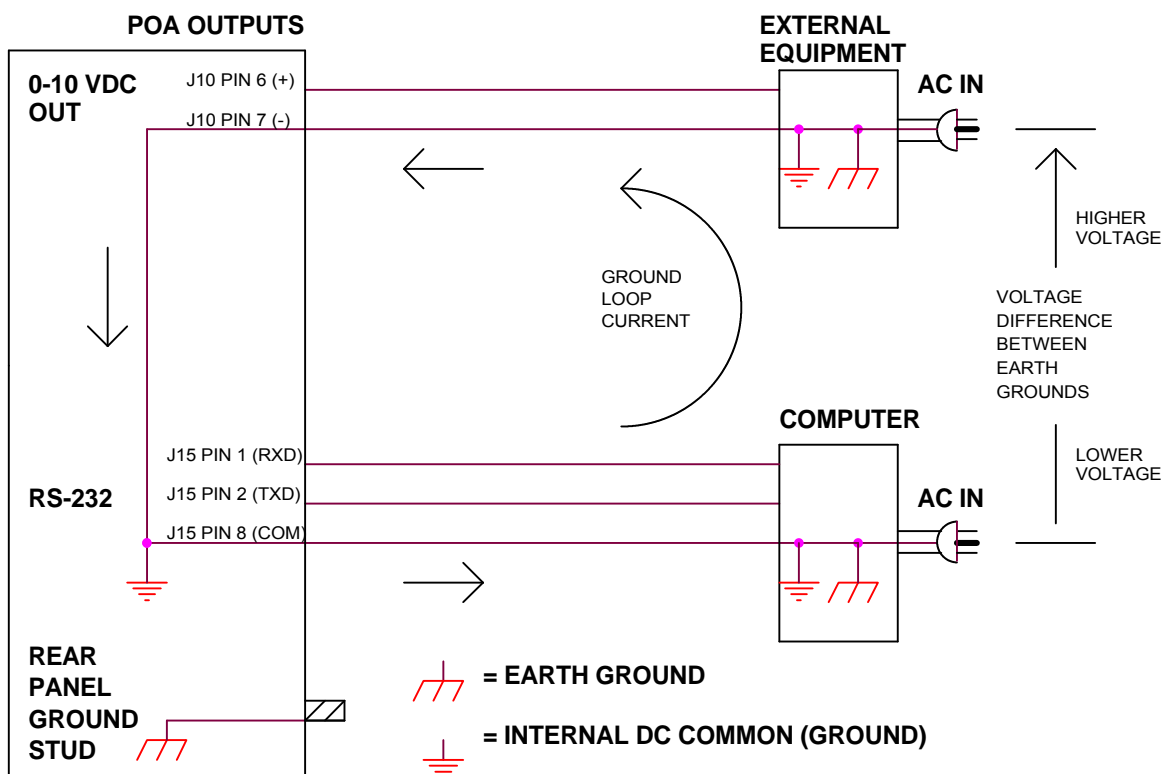 POA OUTPUTS
EXTERNAL
EQUIPMENT
0-10 VDC
OUT
J10 PIN 6 (+)
J10 PIN 7 (-)
AC IN
HIGHER
VOLTAGE
GROUND
LOOP
CURRENT
VOLTAGE
DIFFERENCE
BETWEEN
EARTH
GROUNDS
COMPUTER
LOWER
VOLTAGE
J15 PIN 1 (RXD)
RS-232
J15 PIN 2 (TXD)
AC IN
J15 PIN 8 (COM)
REAR
PANEL
GROUND
STUD
= EARTH GROUND
= INTERNAL DC COMMON (GROUND)